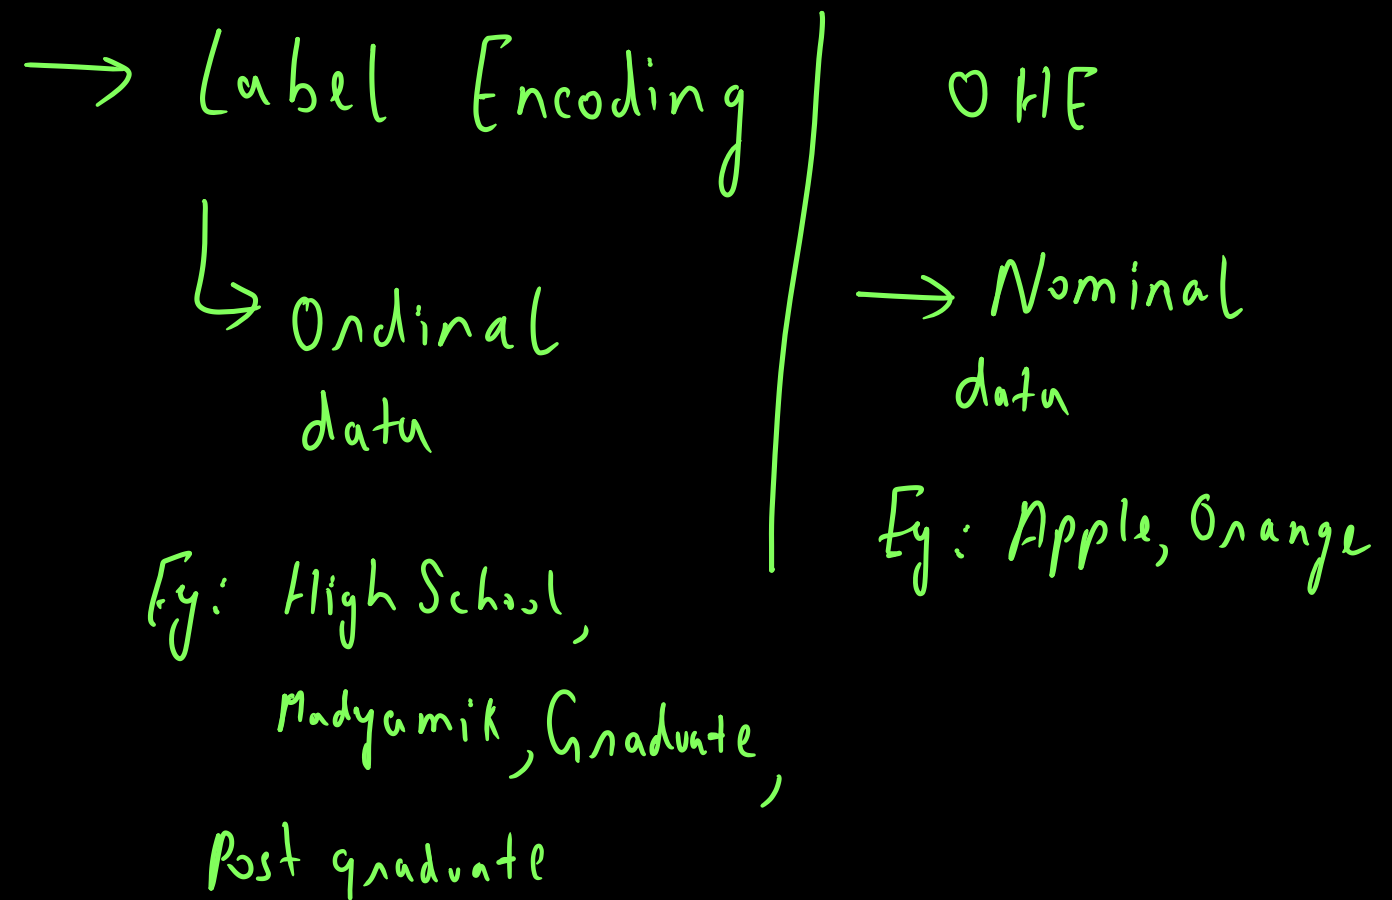 → Label Encoding
↳ Ordinal
data
Eg: High School,
Madyamik, Graduate,
Post graduate
OHE
→ Nominal
data
Eg: Apple, Orange